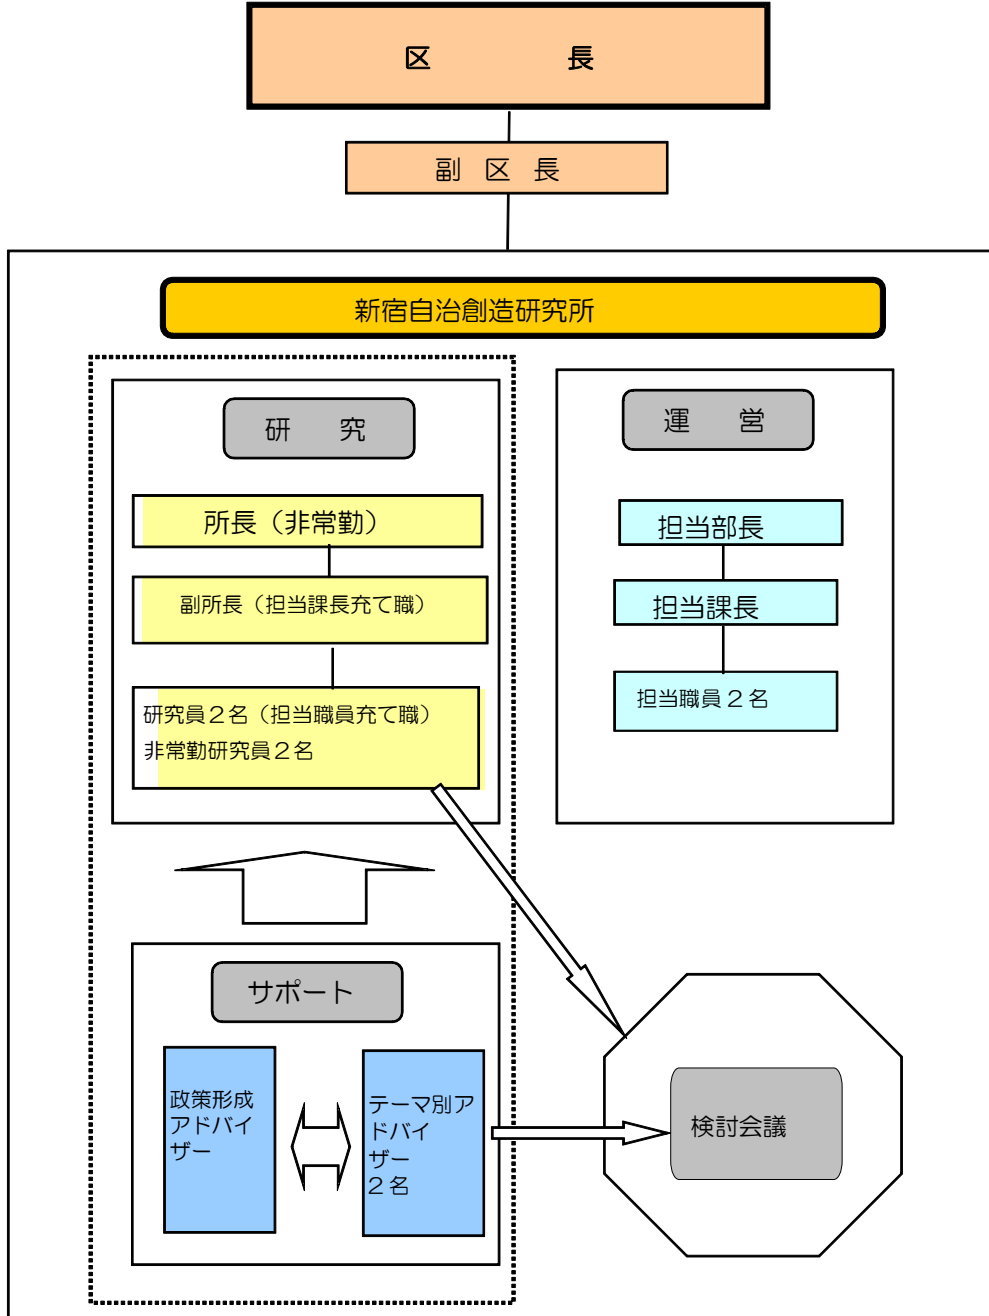 区　長
副 区 長
新宿自治創造研究所
研　究
所長（非常勤）
副所長（担当課長充て職）
研究員２名（担当職員充て職）
非常勤研究員２名
運　営
担当部長
担当課長
担当職員２名
サポート
政策形成
アドバイ
ザー
テーマ別ア
ドバイ
ザー
２名
検討会議